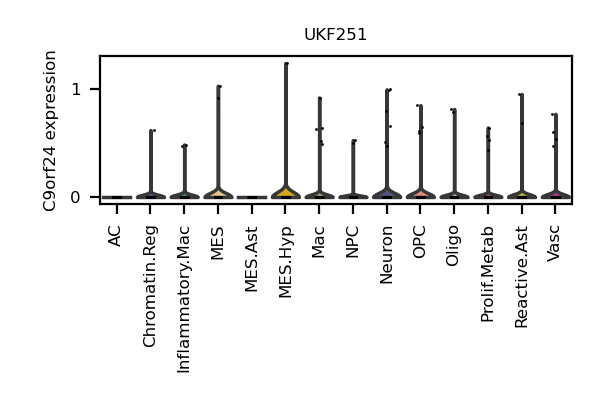 UKF251
C9orf24 expression
1
0
AC
Chromatin.Reg
Inflammatory.Mac
MES
MES.Ast
MES.Hyp
Mac
NPC
Neuron
OPC
Oligo
Prolif.Metab
Reactive.Ast
Vasc